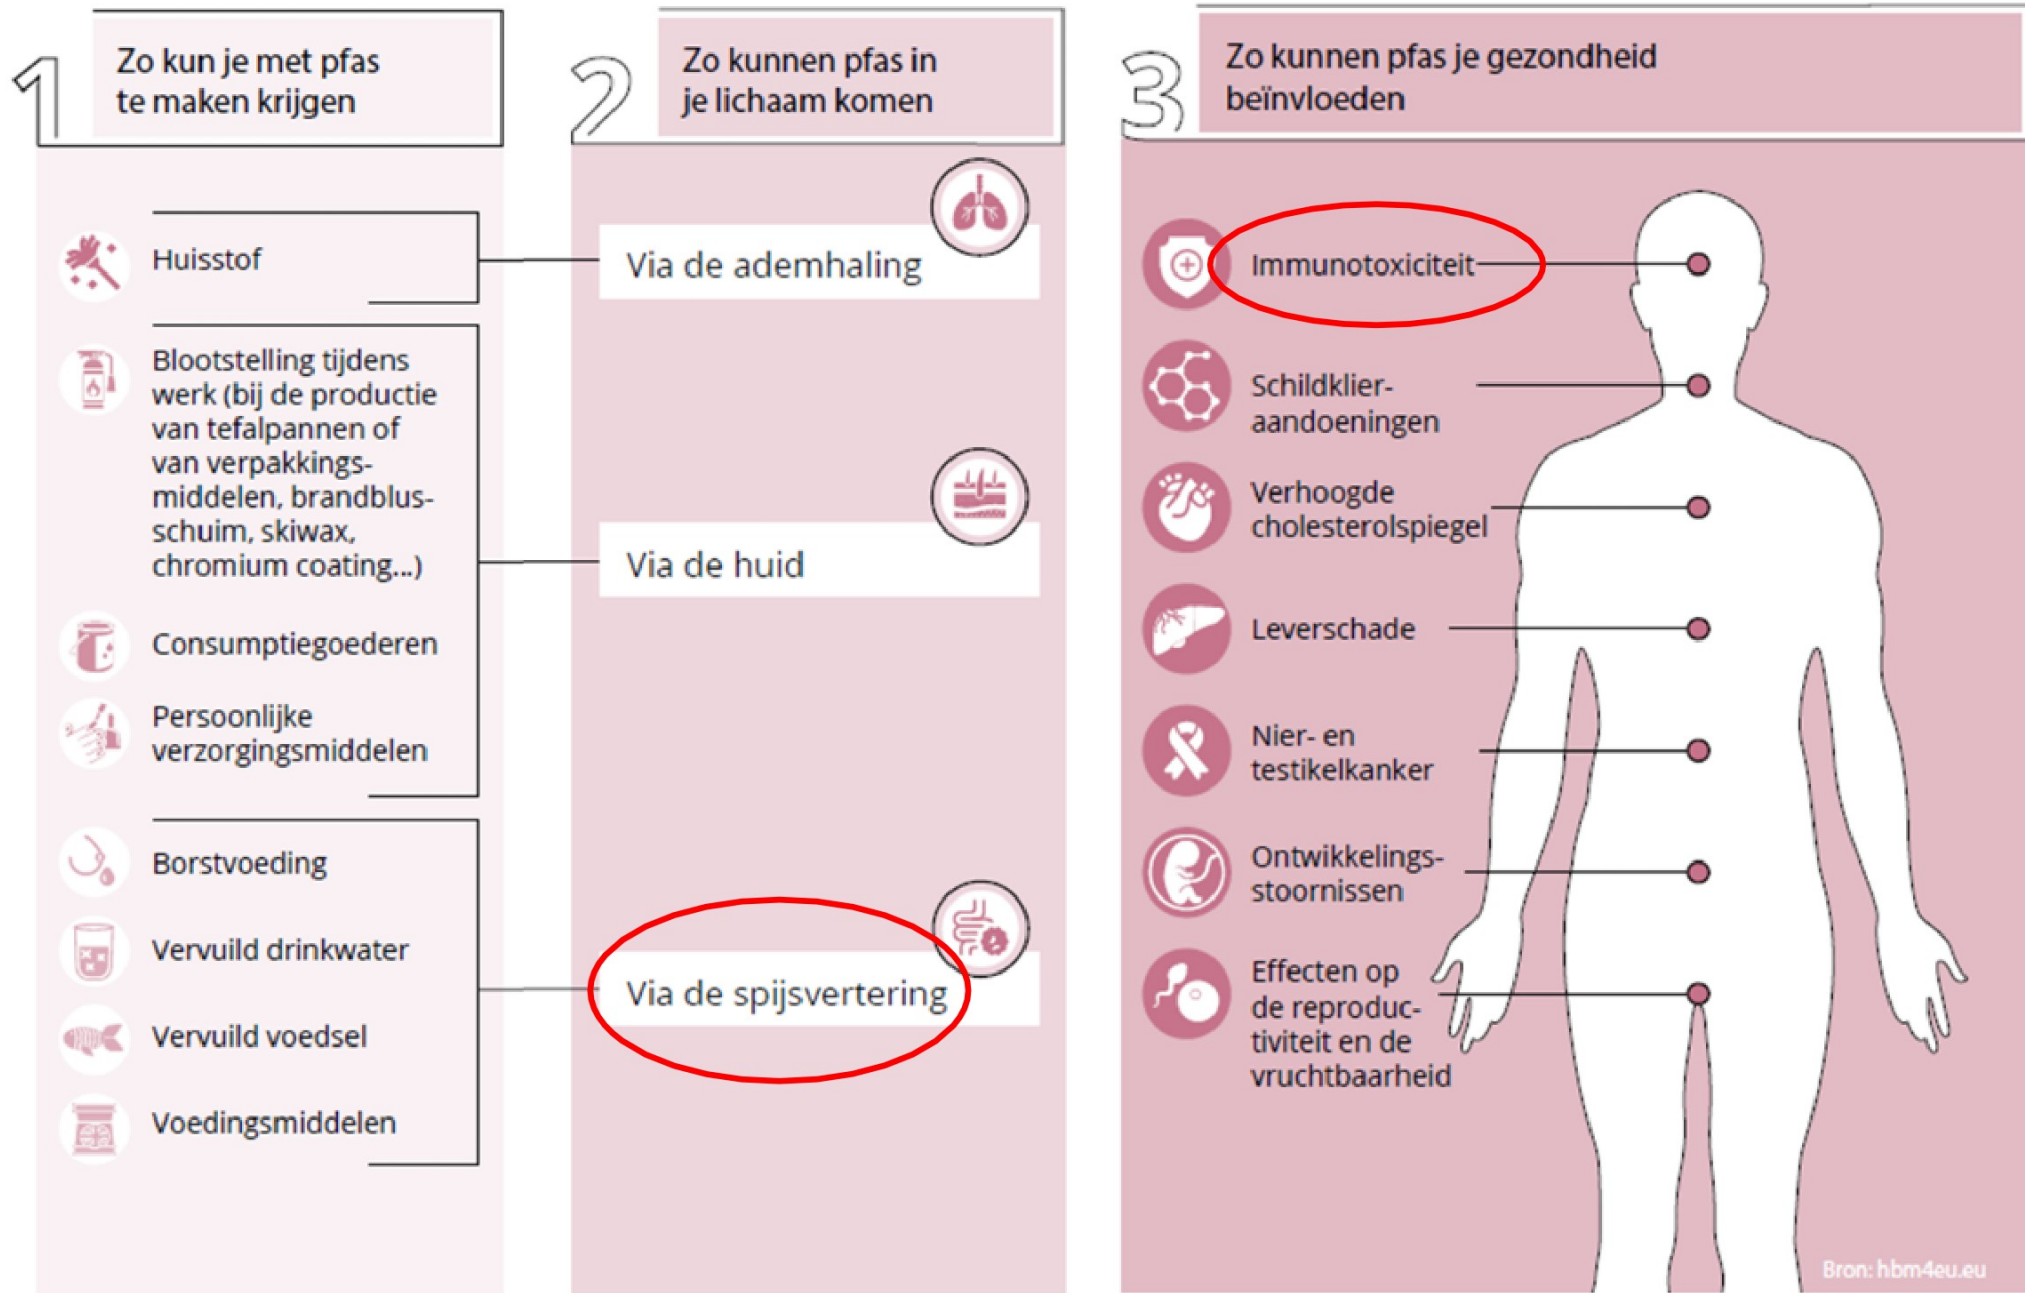 1
Zo kun je met pfas
te maken krijgen
Huisstof
Blootstelling tijdens
werk (bij de productie
van tefalpannen of
van verpakkings-
middelen, brandblus-
schuim, skiwax,
chromium coating...)
Consumptiegoederen
Persoonlijke
verzorgingsmiddelen
Borstvoeding
Vervuild drinkwater
Vervuild voedsel
Voedingsmiddelen
2
Zo kunnen pfas in
je lichaam komen
Via de ademhaling
Via de huid
Via de spijsvertering
3
Zo kunnen pfas je gezondheid
beïnvloeden
Immunotoxiciteit
Schildklier-
aandoeningen
Verhoogde
cholesterolspiegel
Leverschade
Nier- en
testikelkanker
Ontwikkelings-
stoornissen
Effecten op
de reproduc-
tiviteit en de
vruchtbaarheid
Bron: hbm4eu.eu